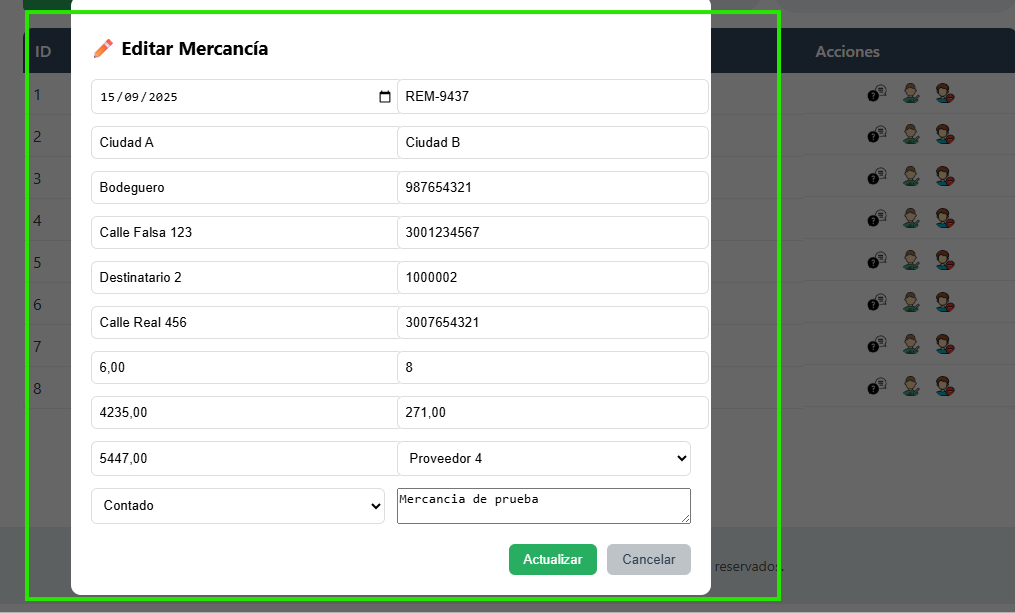 ID
Acciones
✏️ Editar Mercancía
15/09/2025 REM-9437
Ciudad A Ciudad B
Bodeguero 987654321
Calle Falsa 123 3001234567
Destinatario 2 1000002
Calle Real 456 3007654321
6,00 8
4235,00 271,00
5447,00 Proveedor 4
Contado Mercancia de prueba
Actualizar Cancelar
1
2
3
4
5
6
7
8
reservados.